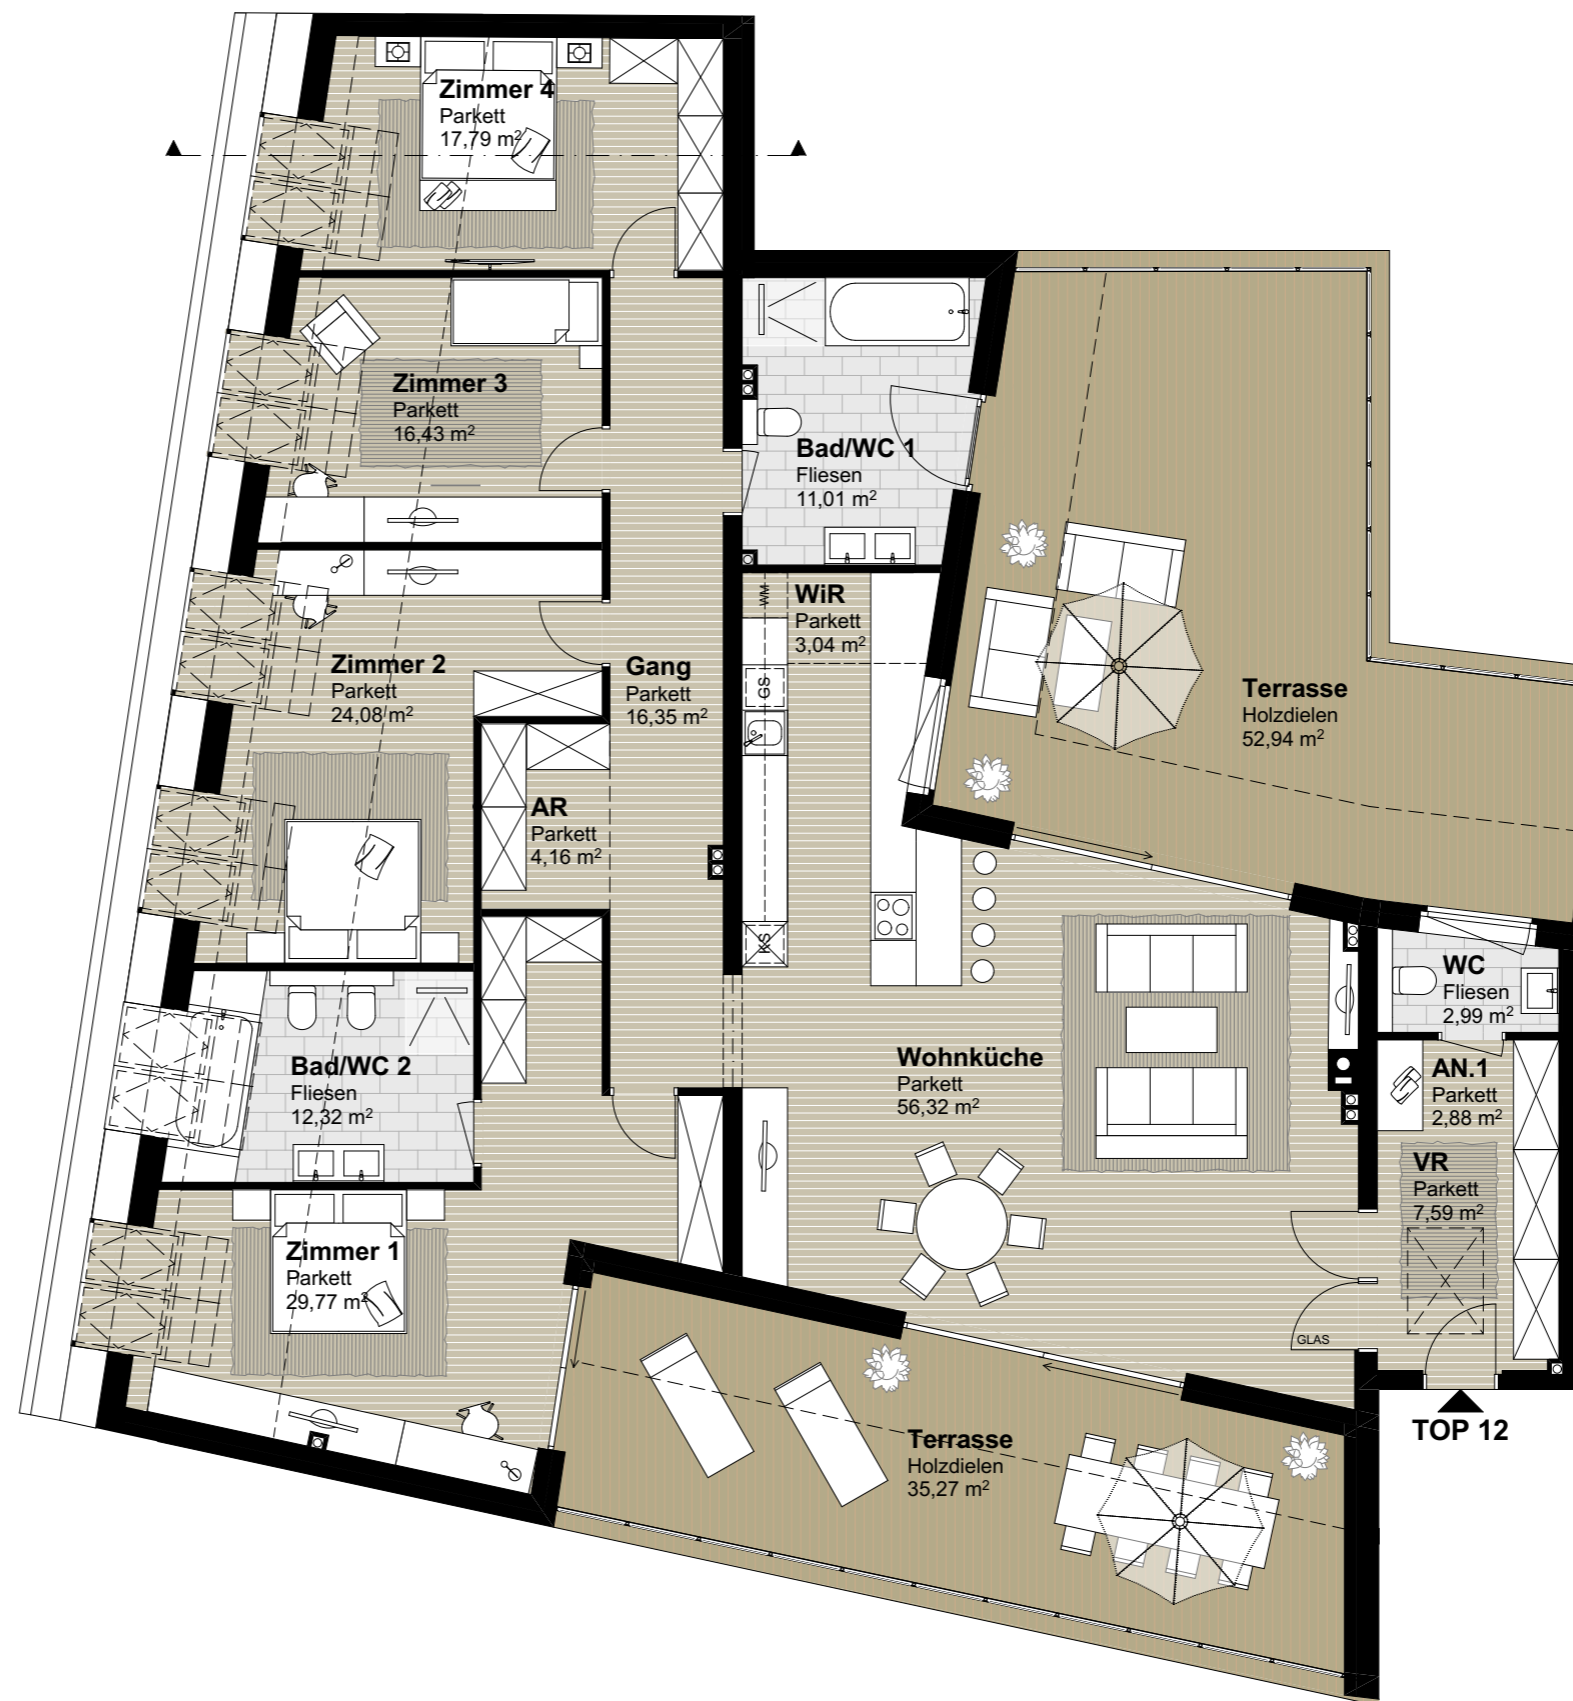 Zimmer 4
Parkett
17,79 m²
Zimmer 3
Parkett
16,43 m²
Bad/WC 1
Fliesen
11,01 m²
WM
WiR
Parkett
3,04 m²
GS
Zimmer 2
Parkett
24,08 m²
Gang
Parkett
16,35 m²
Terrasse
Holzdielen
52,94 m²
AR
Parkett
4,16 m²
KS
WC
Fliesen
2,99 m²
Bad/WC 2
Fliesen
12,32 m²
Wohnküche
Parkett
56,32 m²
AN.1
Parkett
2,88 m²
VR
Parkett
7,59 m²
X
Zimmer 1
Parkett
29,77 m²
GLAS
TOP 12
Terrasse
Holzdielen
35,27 m²